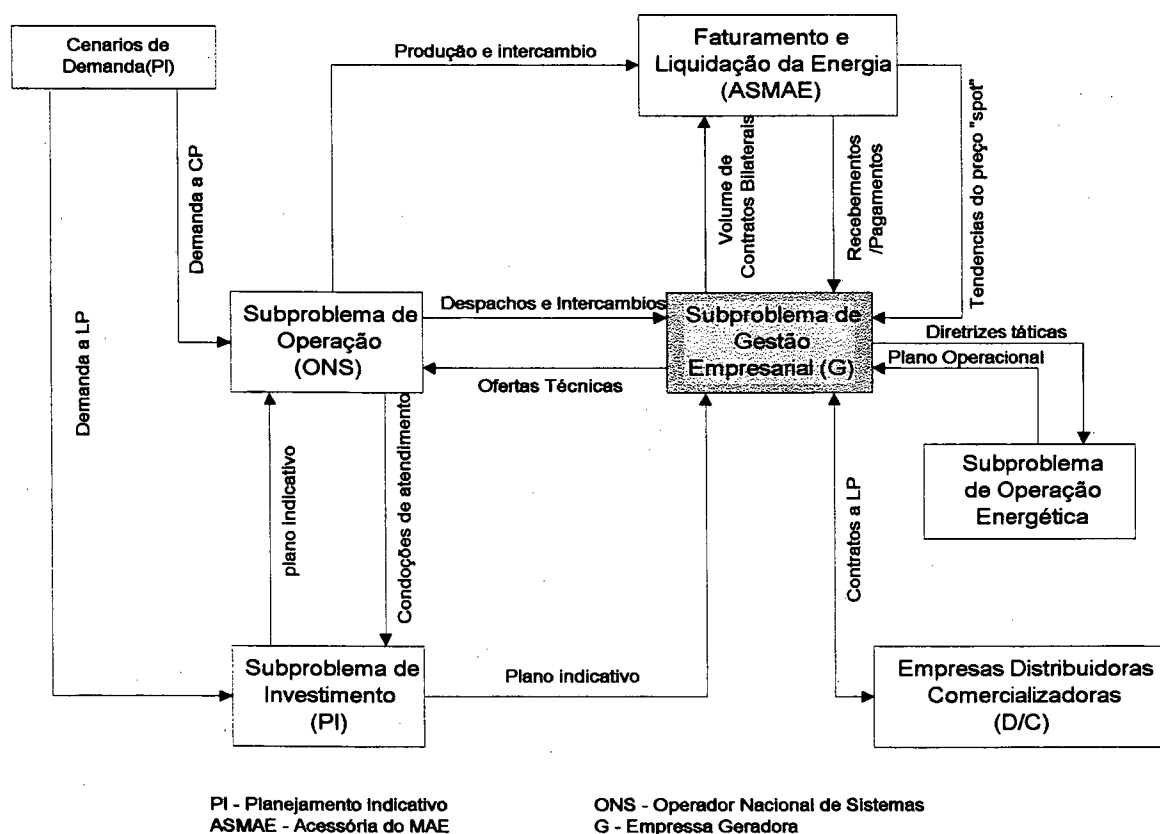 Cenarios de
Demanda(PI)
Produção e intercambio
Faturamento e
Liquidação da Energia
(ASMAE)
Demanda a CP
Demanda a LP
Volume de
Contratos Bilaterais
Recebementos
/Pagamentos
Tendencias do preço "spot"
Subproblema de
Operação
(ONS)
Despachos e Intercambios
Ofertas Técnicas
Subproblema de
Gestão
Empresarial (G)
Diretrizes táticas
Plano Operacional
Subproblema
de Operação
Energética
plano indicativo
Condoções de atendimento
Contratos a LP
Subproblema de
Investimento
(PI)
Plano indicativo
Empresas Distribuidoras
Comercializadoras
(D/C)
PI - Planejamento Indicativo
ONS - Operador Nacional de Sistemas
ASMAE - Acessória do MAE
G - Empressa Geradora